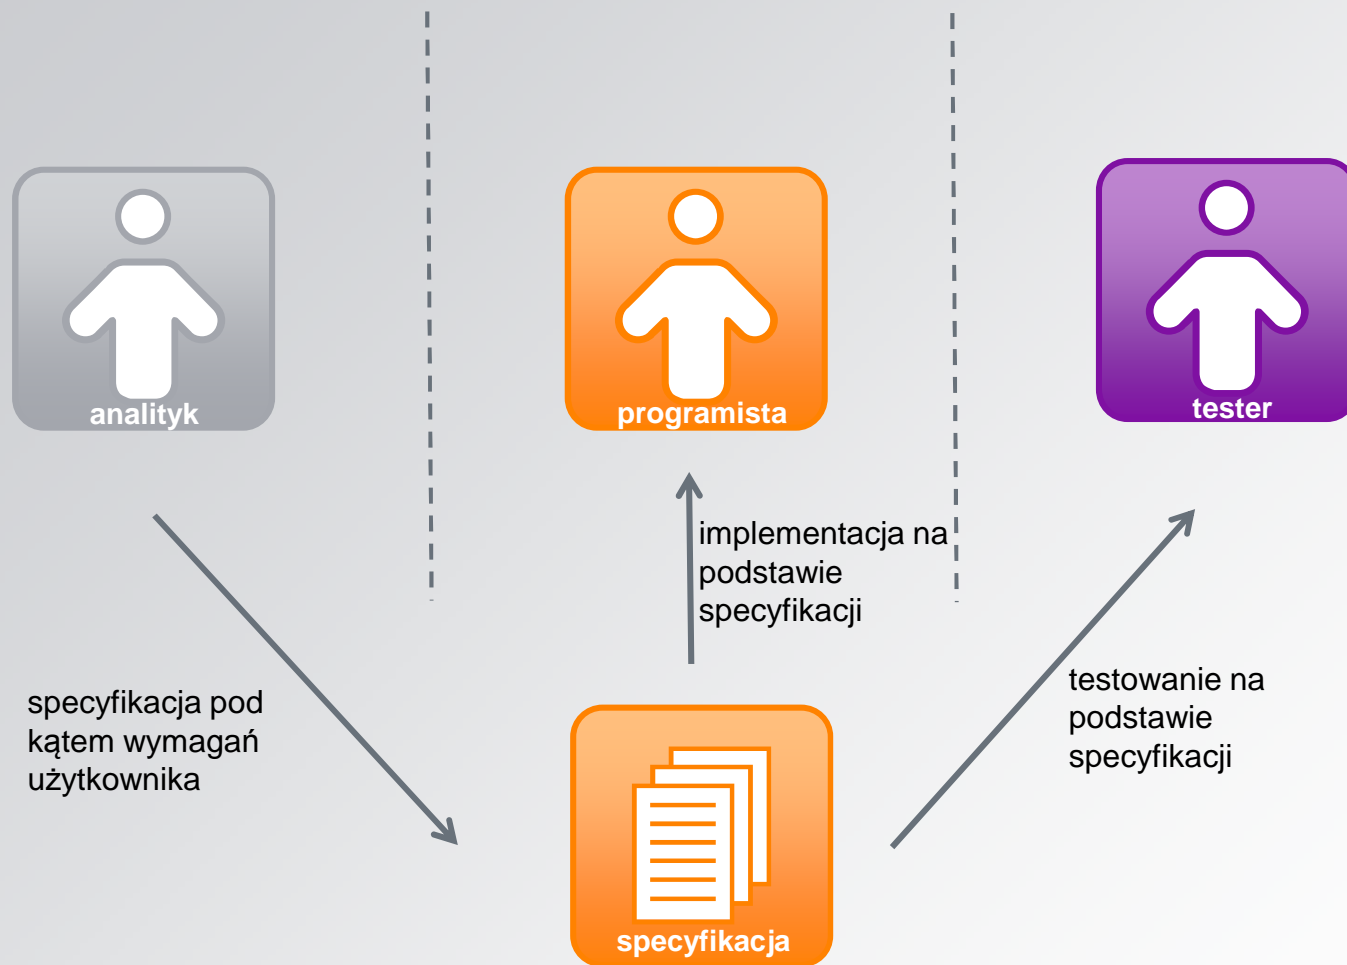 analityk
programista
tester
implementacja na
podstawie
specyfikacji
specyfikacja pod
kątem wymagań
użytkownika
testowanie na
podstawie
specyfikacji
specyfikacja